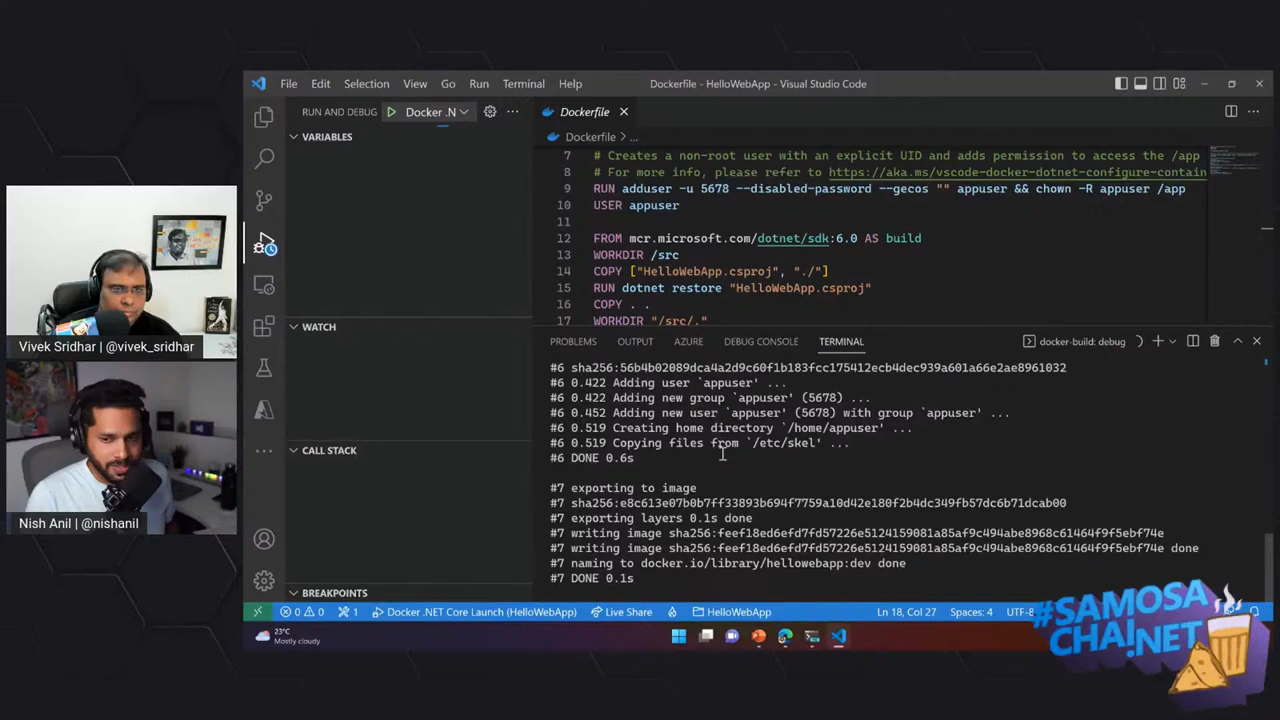 File Edit Selection View Go Run Terminal Help
Dockerfile - HelloWebApp - Visual Studio Code
RUN AND DEBUG
Docker .N
Dockerfile
VARIABLES
Dockerfile > ...
7 # Creates a non-root user with an explicit UID and adds permission to access the /app
8 # For more info, please refer to https://aka.ms/vscode-docker-dotnet-configure-contain
9 RUN adduser -u 5678 --disabled-password --gecos "" appuser && chown -R appuser /app
10 USER appuser
11
12 FROM mcr.microsoft.com/dotnet/sdk:6.0 AS build
13 WORKDIR /src
14 COPY ["HelloWebApp.csproj", "./"]
15 RUN dotnet restore "HelloWebApp.csproj"
16 COPY . .
17 WORKDIR "/src/."
WATCH
CALL STACK
BREAKPOINTS
PROBLEMS OUTPUT AZURE DEBUG CONSOLE TERMINAL
docker-build: debug
#6 sha256:56b4b02089dca4a2d9c60f1b183fcc175412ecb4dec939a601a66e2ae8961032
#6 0.422 Adding user `appuser' ...
#6 0.422 Adding new group `appuser' (5678) ...
#6 0.452 Adding new user `appuser' (5678) with group `appuser' ...
#6 0.519 Creating home directory `/home/appuser' ...
#6 0.519 Copying files from `/etc/skel' ...
#6 DONE 0.6s
#7 exporting to image
#7 sha256:e8c613e07b0b7ff33893b694f7759a10d42e180f2b4dc349fb57dc6b71dcab00
#7 exporting layers 0.1s done
#7 writing image sha256:feef18ed6efd7fd57226e5124159081a85af9c494abe8968c61464f9f5ebf74e
#7 writing image sha256:feef18ed6efd7fd57226e5124159081a85af9c494abe8968c61464f9f5ebf74e done
#7 naming to docker.io/library/hellowebapp:dev done
#7 DONE 0.1s
0 0 1 Docker .NET Core Launch (HelloWebApp) Live Share HelloWebApp
Ln 18, Col 27 Spaces: 4 UTF-8
23°C
Mostly cloudy
Vivek Sridhar | @vivek_sridhar
Nish Anil | @nishanil
#SAMOSA
CHAI.NET